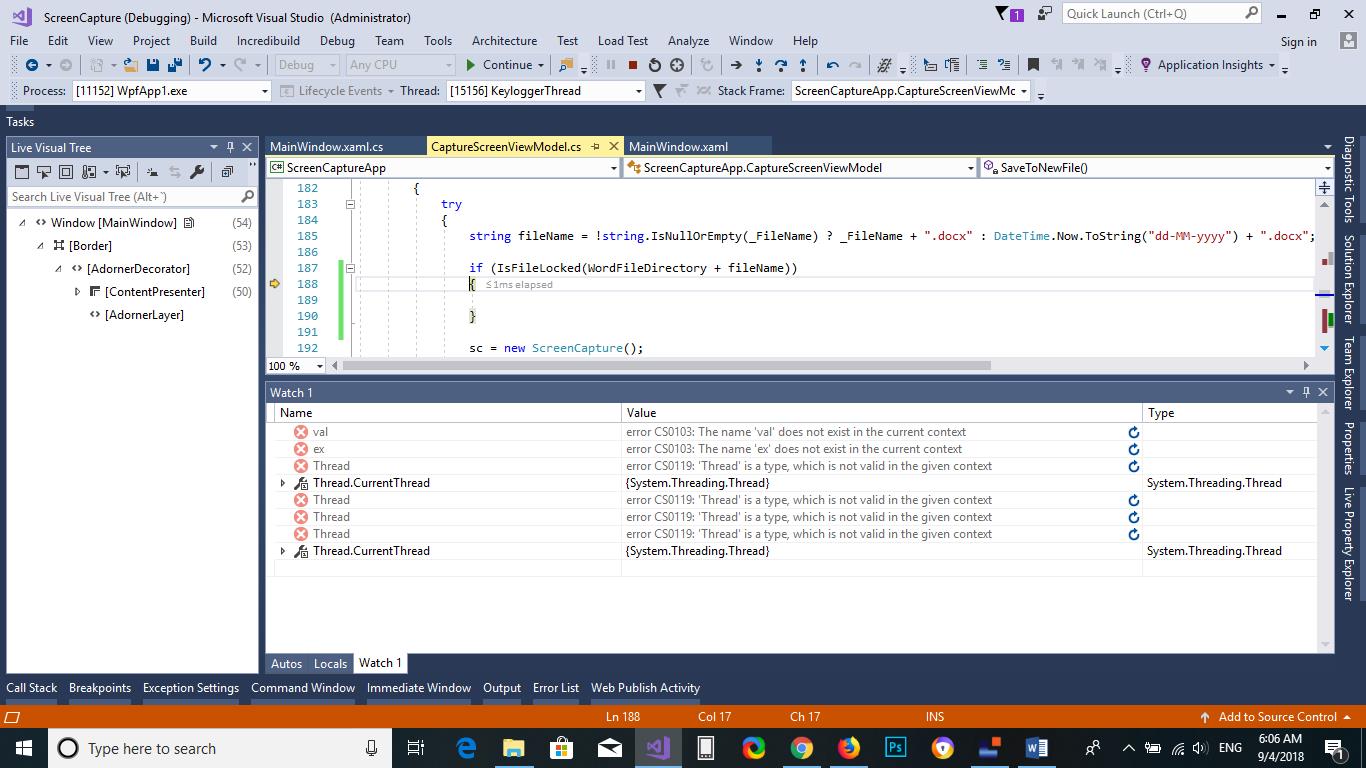 ScreenCapture (Debugging) - Microsoft Visual Studio (Administrator)
1
Quick Launch (Ctrl+Q)
File Edit View Project Build Incredibuild Debug Team Tools Architecture Test Load Test Analyze Window Help
Sign in
Debug Any CPU Continue Application Insights
Process: [11152] WpfApp1.exe Lifecycle Events Thread: [15156] KeyloggerThread Stack Frame: ScreenCaptureApp.CaptureScreenViewMc
Tasks
Live Visual Tree
Search Live Visual Tree (Alt+`)
Window [MainWindow] (54)
[Border] (53)
[AdornerDecorator] (52)
[ContentPresenter] (50)
[AdornerLayer]
MainWindow.xaml.cs CaptureScreenViewModel.cs MainWindow.xaml
C# ScreenCaptureApp ScreenCaptureApp.CaptureScreenViewModel SaveToNewFile()
182 {
183 try
184 {
185 string fileName = !string.IsNullOrEmpty(_FileName) ? _FileName + ".docx" : DateTime.Now.ToString("dd-MM-yyyy") + ".docx";
186
187 if (IsFileLocked(WordFileDirectory + fileName))
188 { ≤1ms elapsed
189
190 }
191
192 sc = new ScreenCapture();
100 %
Watch 1
Name Value Type
val error CS0103: The name 'val' does not exist in the current context
ex error CS0103: The name 'ex' does not exist in the current context
Thread error CS0119: 'Thread' is a type, which is not valid in the given context
Thread.CurrentThread {System.Threading.Thread} System.Threading.Thread
Thread error CS0119: 'Thread' is a type, which is not valid in the given context
Thread error CS0119: 'Thread' is a type, which is not valid in the given context
Thread error CS0119: 'Thread' is a type, which is not valid in the given context
Thread.CurrentThread {System.Threading.Thread} System.Threading.Thread
Autos Locals Watch 1
Diagnostic Tools
Solution Explorer
Team Explorer
Properties
Live Property Explorer
Call Stack Breakpoints Exception Settings Command Window Immediate Window Output Error List Web Publish Activity
Ln 188 Col 17 Ch 17 INS Add to Source Control
Type here to search
Ps
ENG
6:06 AM
9/4/2018
1